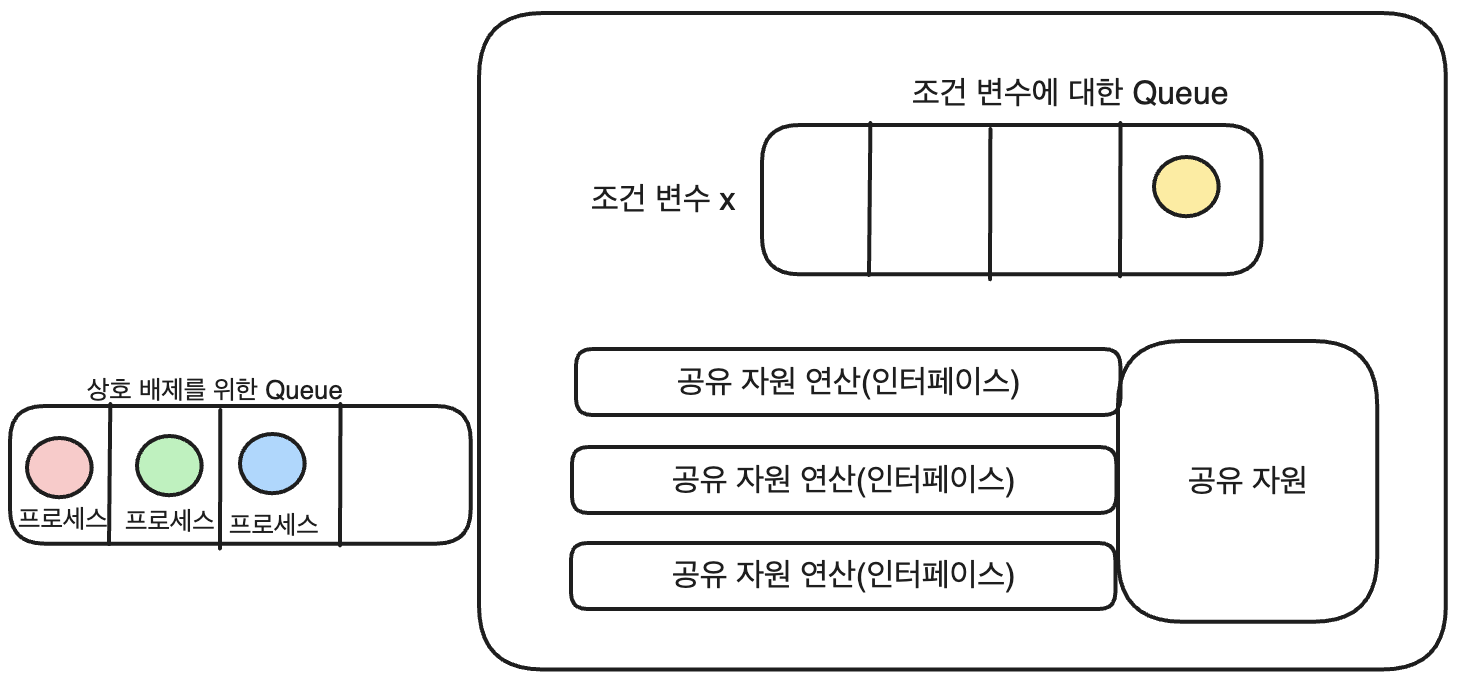 조건 변수에 대한 Queue
조건 변수 x
상호 배제를 위한 Queue
프로세스
프로세스
프로세스
공유 자원 연산(인터페이스)
공유 자원 연산(인터페이스)
공유 자원 연산(인터페이스)
공유 자원